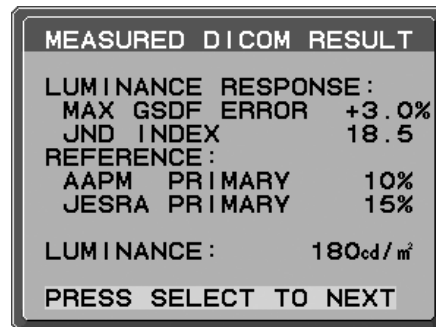 MEASURED DICOM RESULT
LUMINANCE RESPONSE:
MAX GSDF ERROR +3.0%
JND INDEX 18.5
REFERENCE:
AAPM PRIMARY 10%
JESRA PRIMARY 15%
LUMINANCE: 180cd/㎡
PRESS SELECT TO NEXT